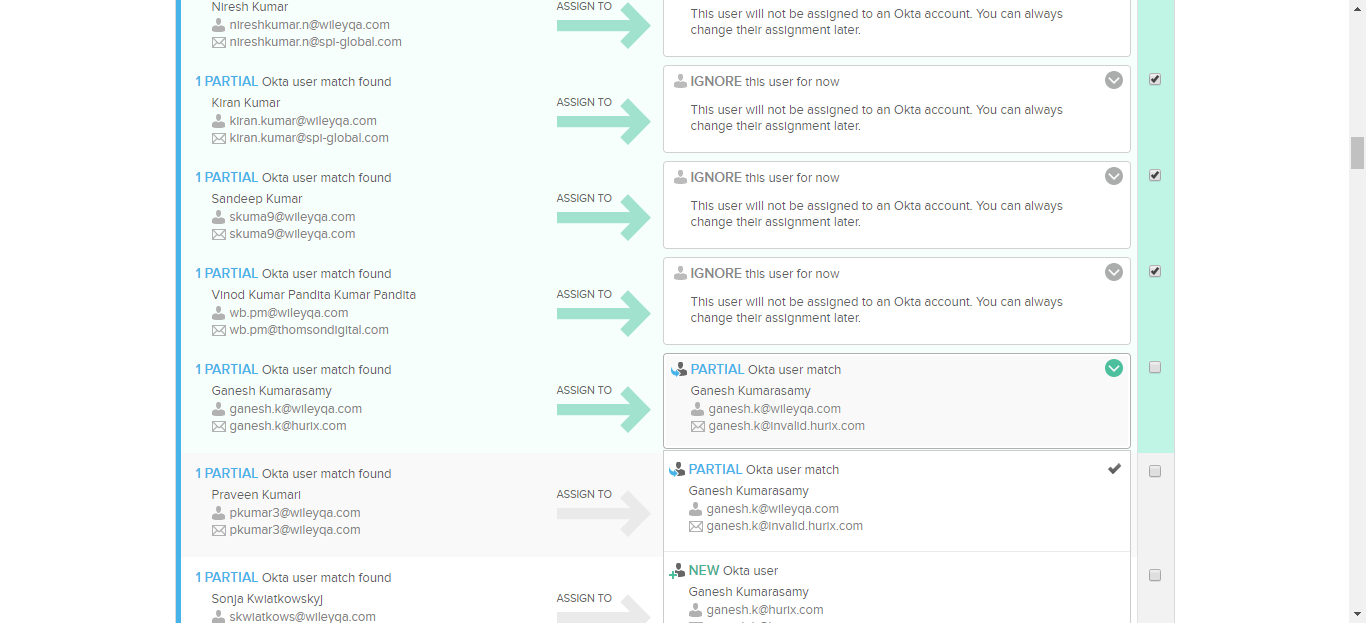 Niresh Kumar
nireshkumar.n@wileyqa.com
nireshkumar.n@spi-global.com
ASSIGN TO
This user will not be assigned to an Okta account. You can always
change their assignment later.
1 PARTIAL Okta user match found
Kiran Kumar
kiran.kumar@wileyqa.com
kiran.kumar@spi-global.com
ASSIGN TO
IGNORE this user for now
This user will not be assigned to an Okta account. You can always
change their assignment later.
1 PARTIAL Okta user match found
Sandeep Kumar
skuma9@wileyqa.com
skuma9@wileyqa.com
ASSIGN TO
IGNORE this user for now
This user will not be assigned to an Okta account. You can always
change their assignment later.
1 PARTIAL Okta user match found
Vinod Kumar Pandita Kumar Pandita
wb.pm@wileyqa.com
wb.pm@thomsondigital.com
ASSIGN TO
IGNORE this user for now
This user will not be assigned to an Okta account. You can always
change their assignment later.
1 PARTIAL Okta user match found
Ganesh Kumarasamy
ganesh.k@wileyqa.com
ganesh.k@hurix.com
ASSIGN TO
PARTIAL Okta user match
Ganesh Kumarasamy
ganesh.k@wileyqa.com
ganesh.k@invalid.hurix.com
1 PARTIAL Okta user match found
Praveen Kumari
pkumar3@wileyqa.com
pkumar3@wileyqa.com
ASSIGN TO
PARTIAL Okta user match
Ganesh Kumarasamy
ganesh.k@wileyqa.com
ganesh.k@invalid.hurix.com
1 PARTIAL Okta user match found
Sonja Kwiatkowskyj
skwiatkows@wileyqa.com
ASSIGN TO
NEW Okta user
Ganesh Kumarasamy
ganesh.k@hurix.com